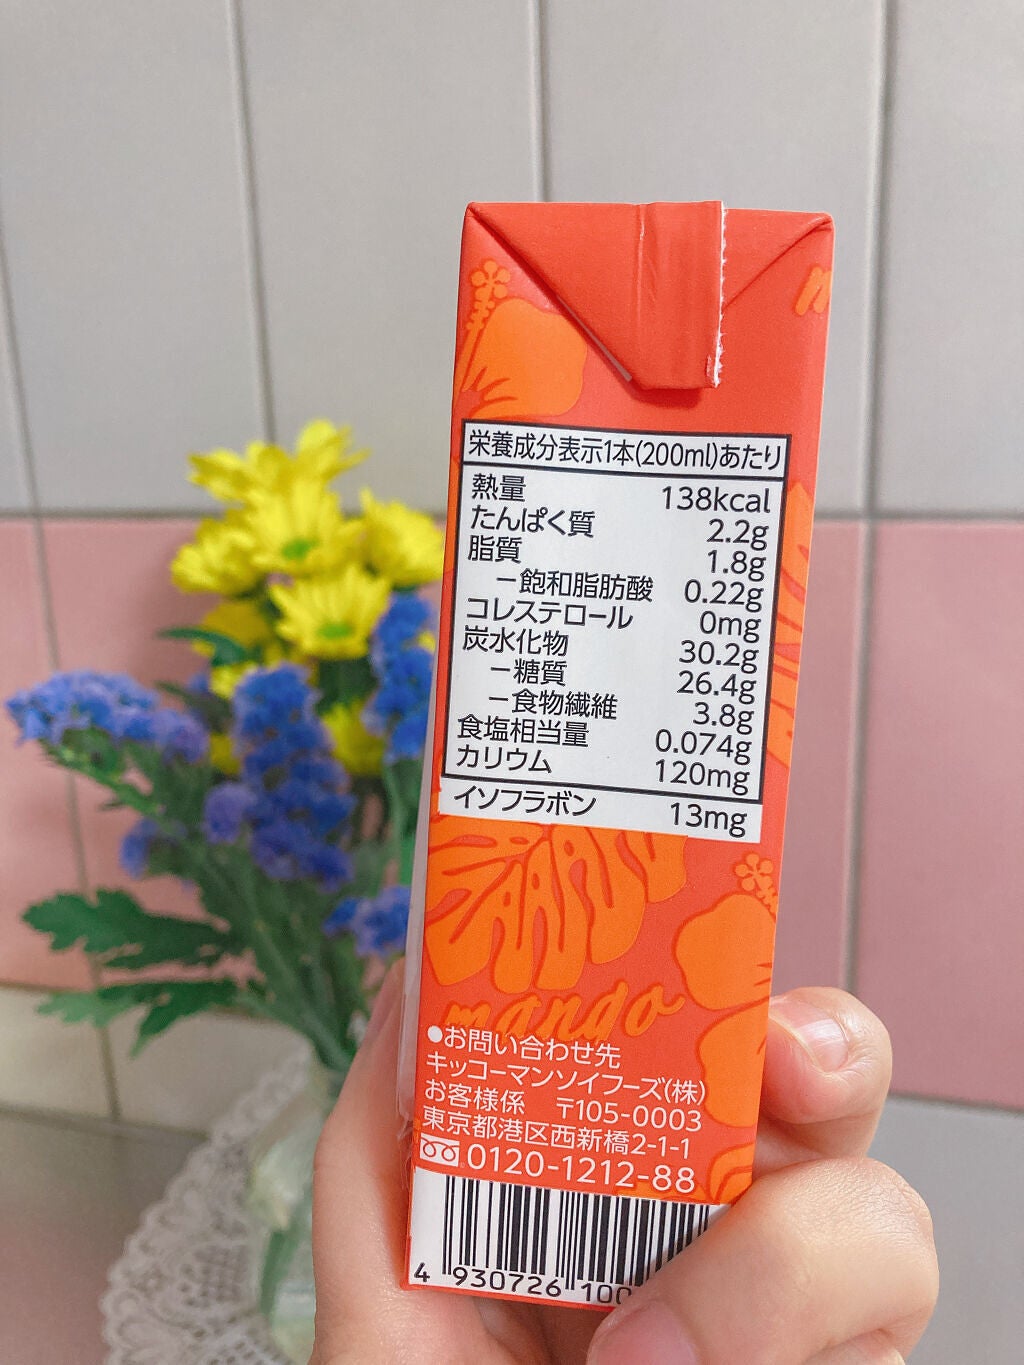 栄養成分表示1本(200ml)あたり
熱量 138kcal
たんぱく質 2.2g
脂質 1.8g
－飽和脂肪酸 0.22g
コレステロール 0mg
炭水化物 30.2g
－糖質 26.4g
－食物繊維 3.8g
食塩相当量 0.074g
カリウム 120mg
イソフラボン 13mg
mango
●お問い合わせ先
キッコーマンソイフーズ(株)
お客様係 〒105-0003
東京都港区西新橋2-1-1
0120-1212-88
4 930726 100